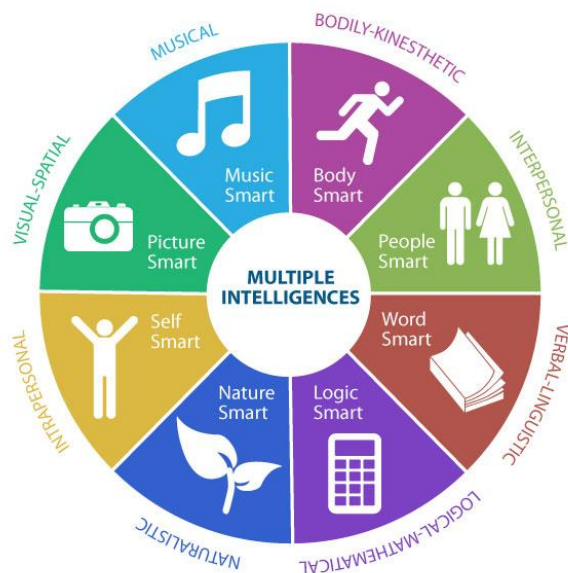 MUSICAL
BODILY-KINESTHETIC
INTERPERSONAL
VERBAL-LINGUISTIC
LOGICAL-MATHEMATICAL
NATURALISTIC
INTRAPERSONAL
VISUAL-SPATIAL
Music
Smart
Body
Smart
People
Smart
Word
Smart
Logic
Smart
Nature
Smart
Self
Smart
Picture
Smart
MULTIPLE
INTELLIGENCES